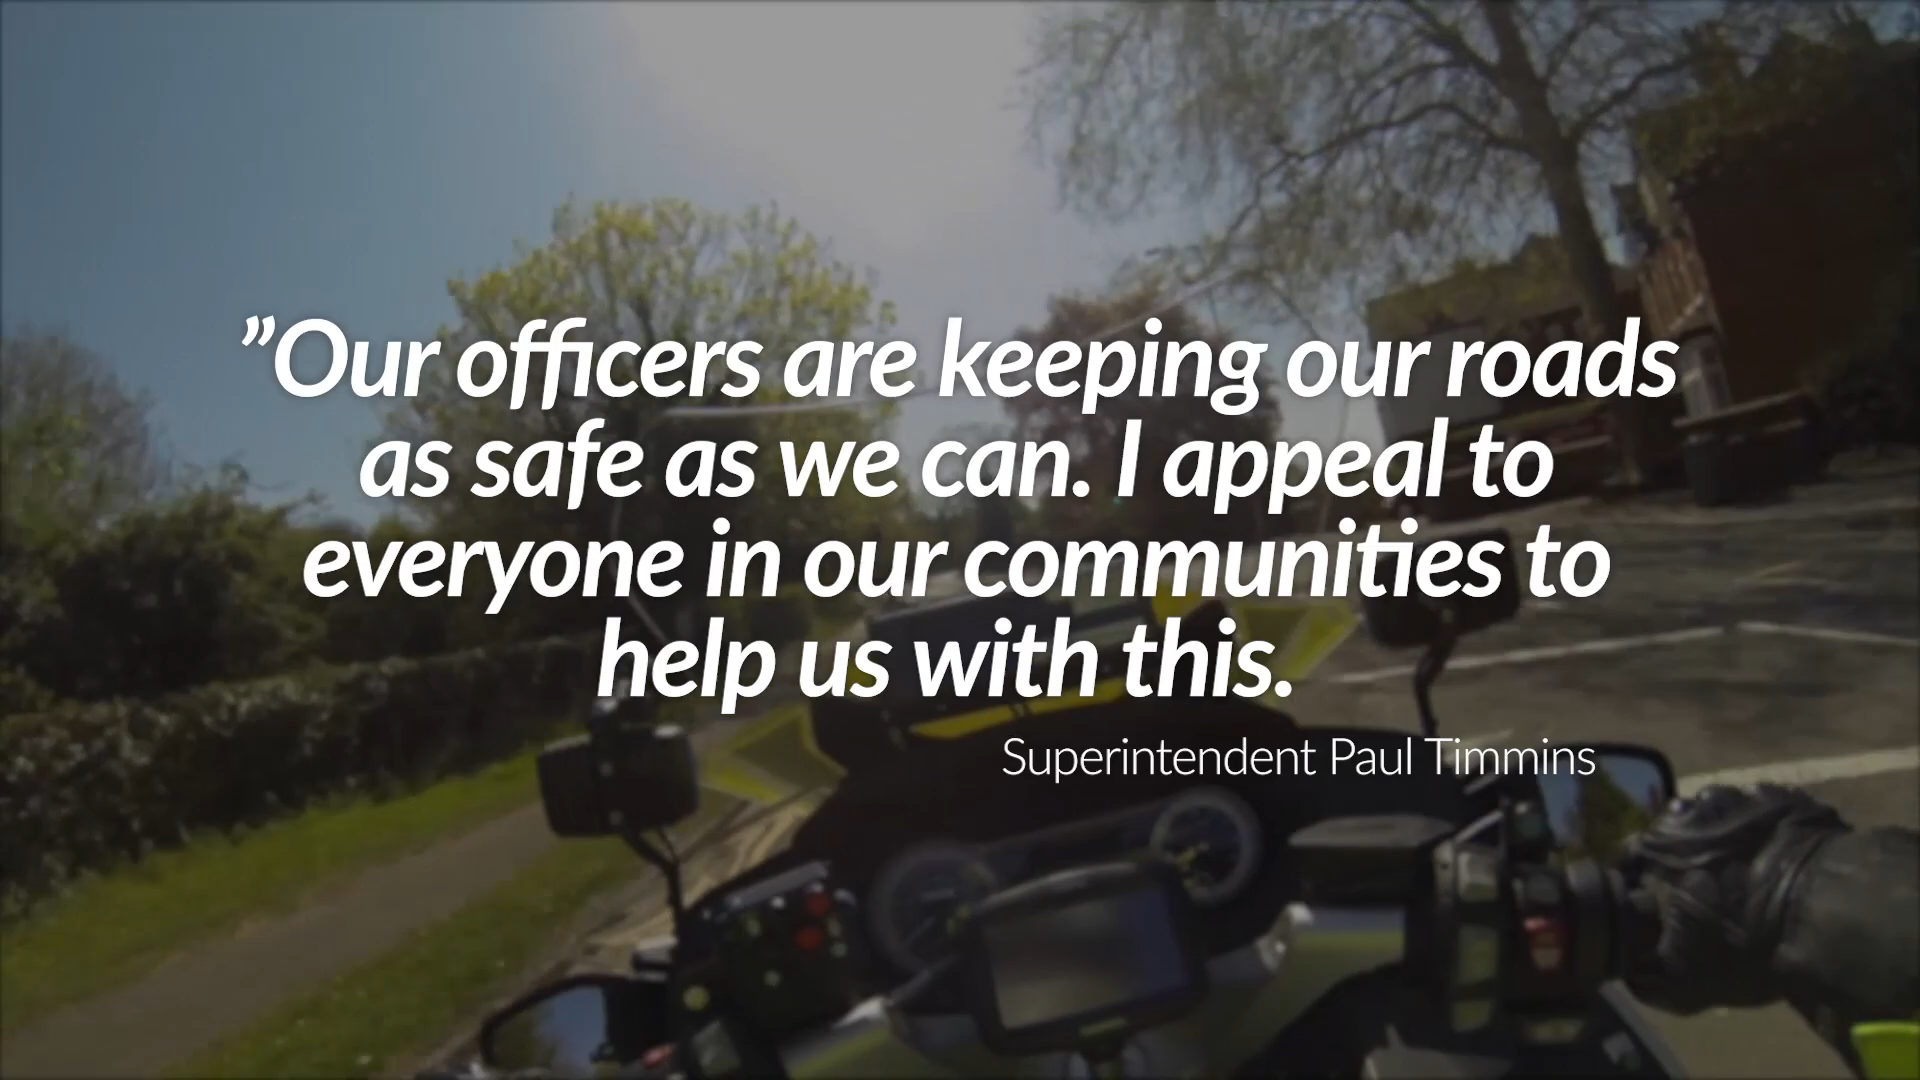 ”Our officers are keeping our roads
as safe as we can. I appeal to
everyone in our communities to
help us with this.
Superintendent Paul Timmins